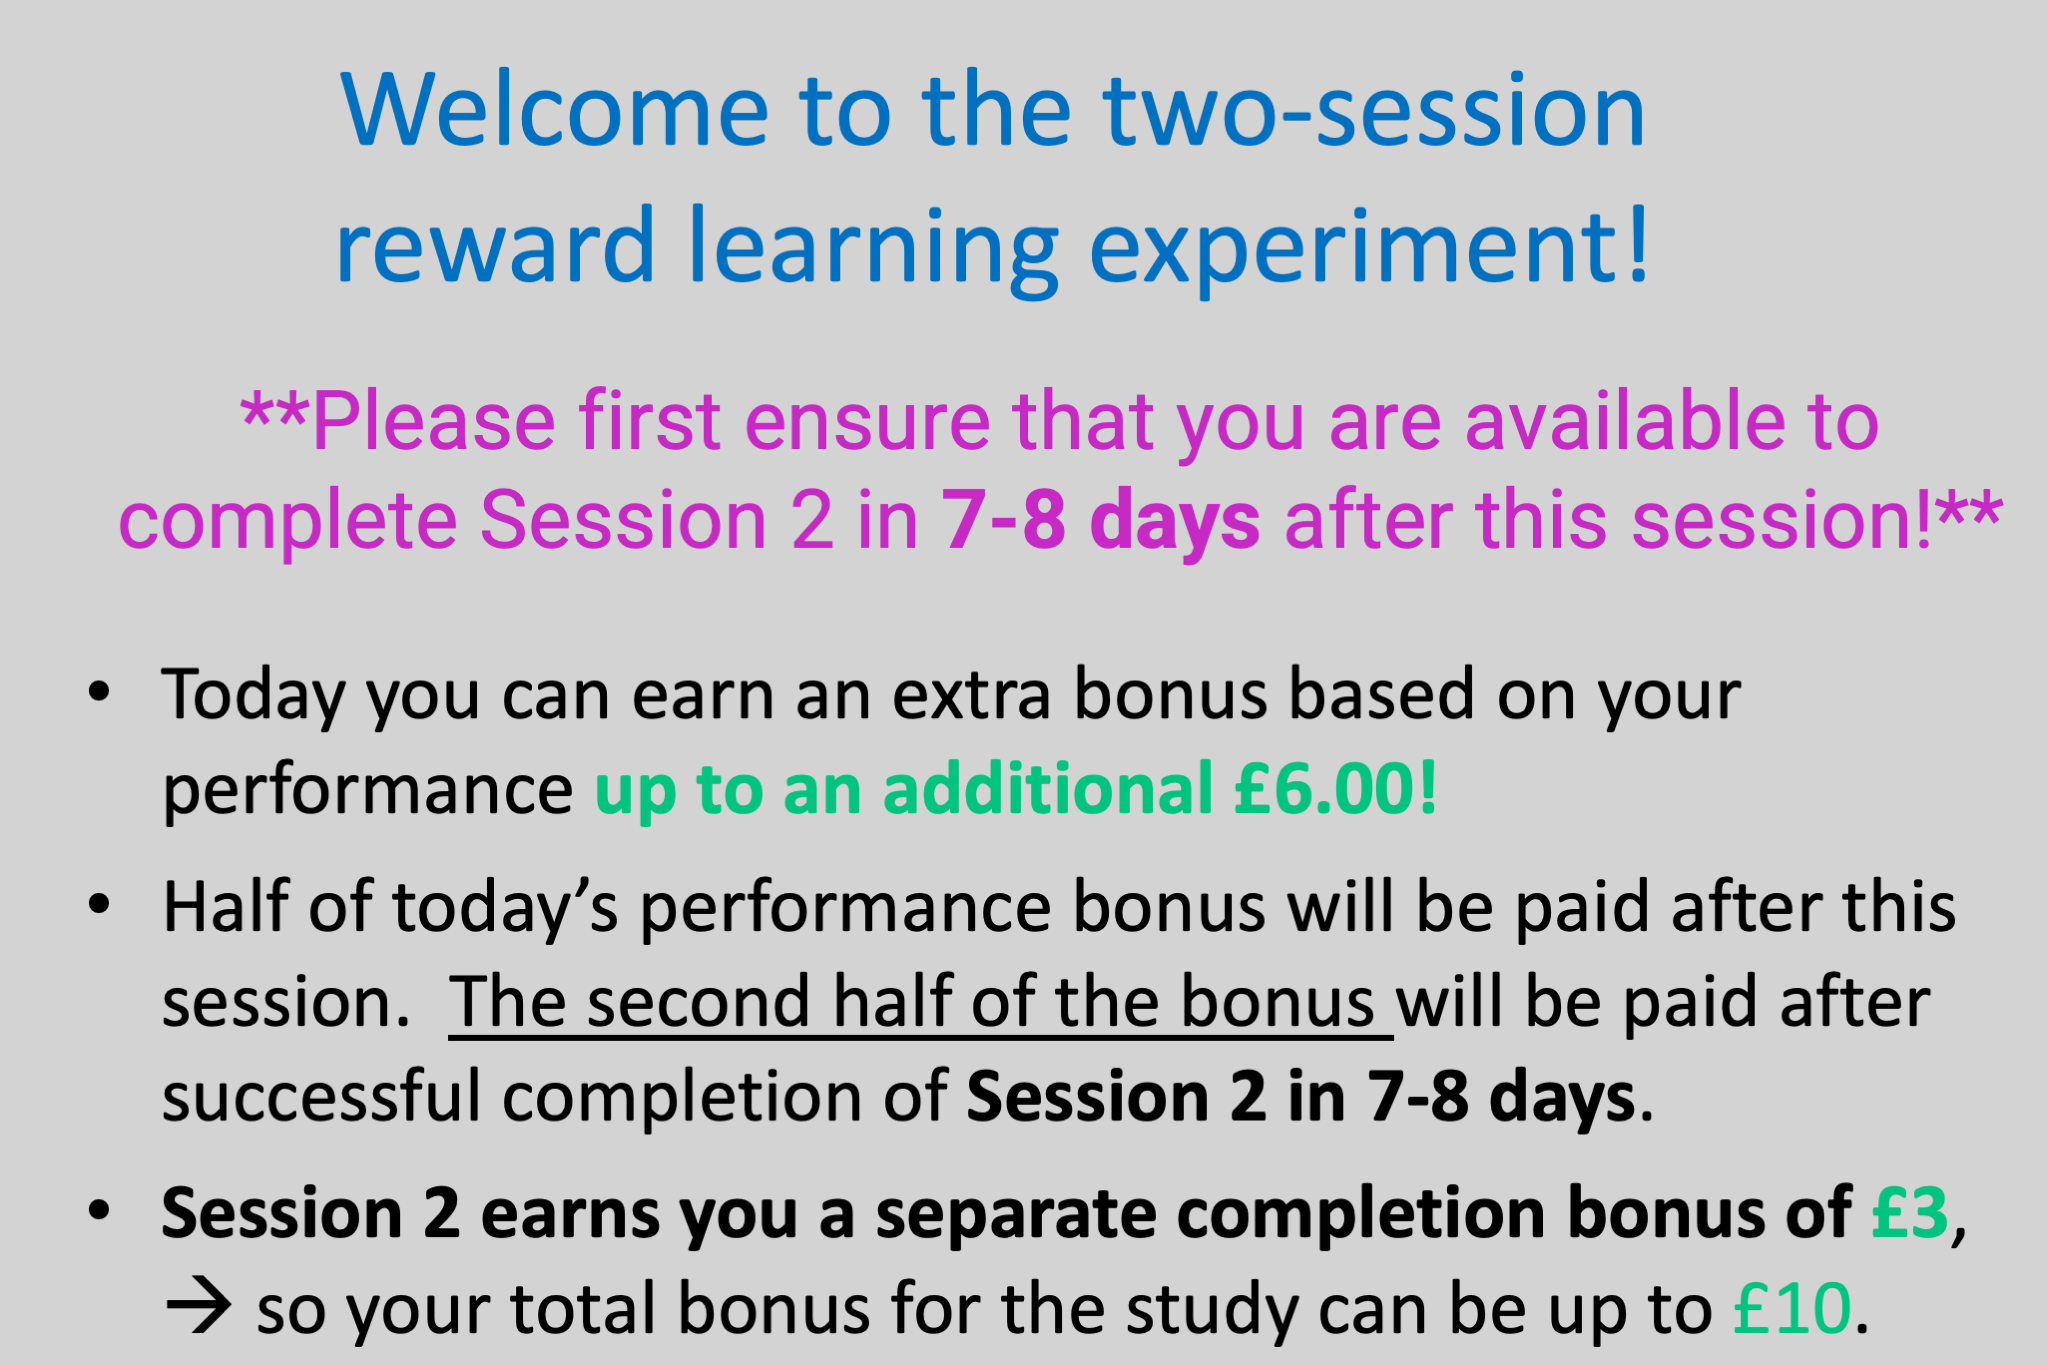 Welcome to the two-session
reward learning experiment!
**Please first ensure that you are available to
complete Session 2 in 7-8 days after this session!**
• Today you can earn an extra bonus based on your
performance up to an additional £6.00!
• Half of today’s performance bonus will be paid after this
session. The second half of the bonus will be paid after
successful completion of Session 2 in 7-8 days.
• Session 2 earns you a separate completion bonus of £3,
→ so your total bonus for the study can be up to £10.